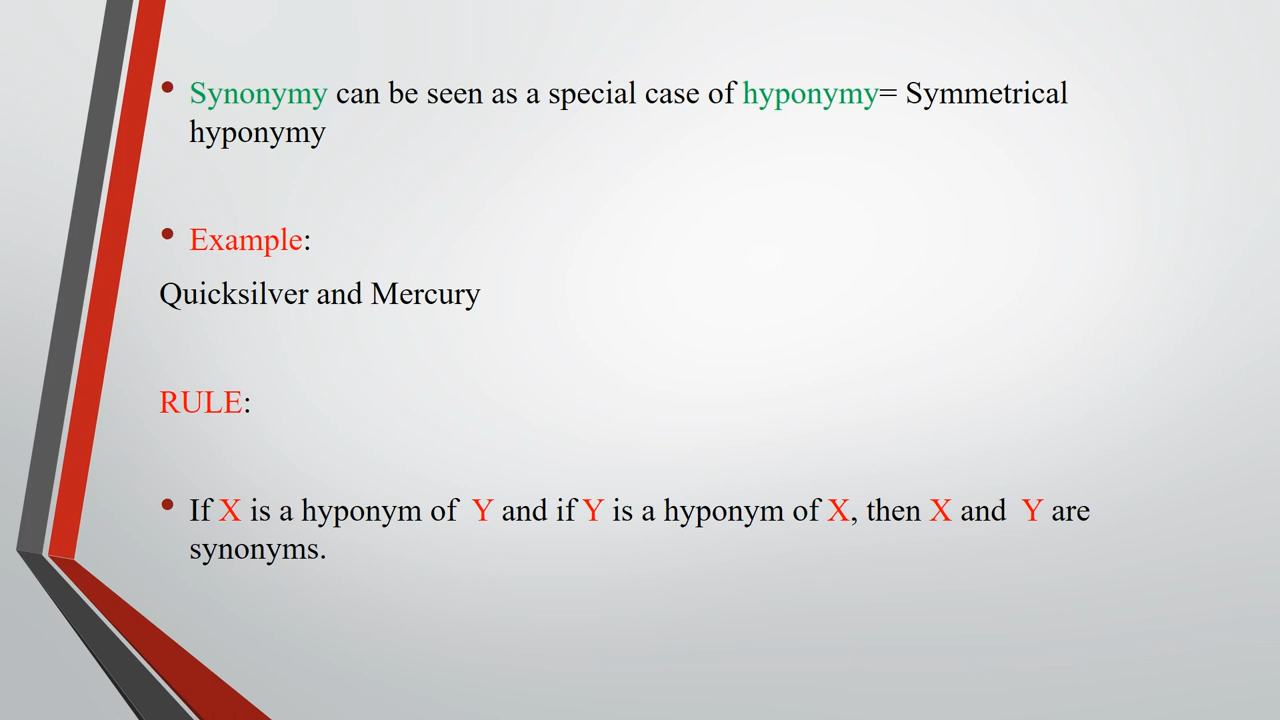 • Synonymy can be seen as a special case of hyponymy= Symmetrical
hyponymy
• Example:
Quicksilver and Mercury
RULE:
• If X is a hyponym of Y and if Y is a hyponym of X, then X and Y are
synonyms.